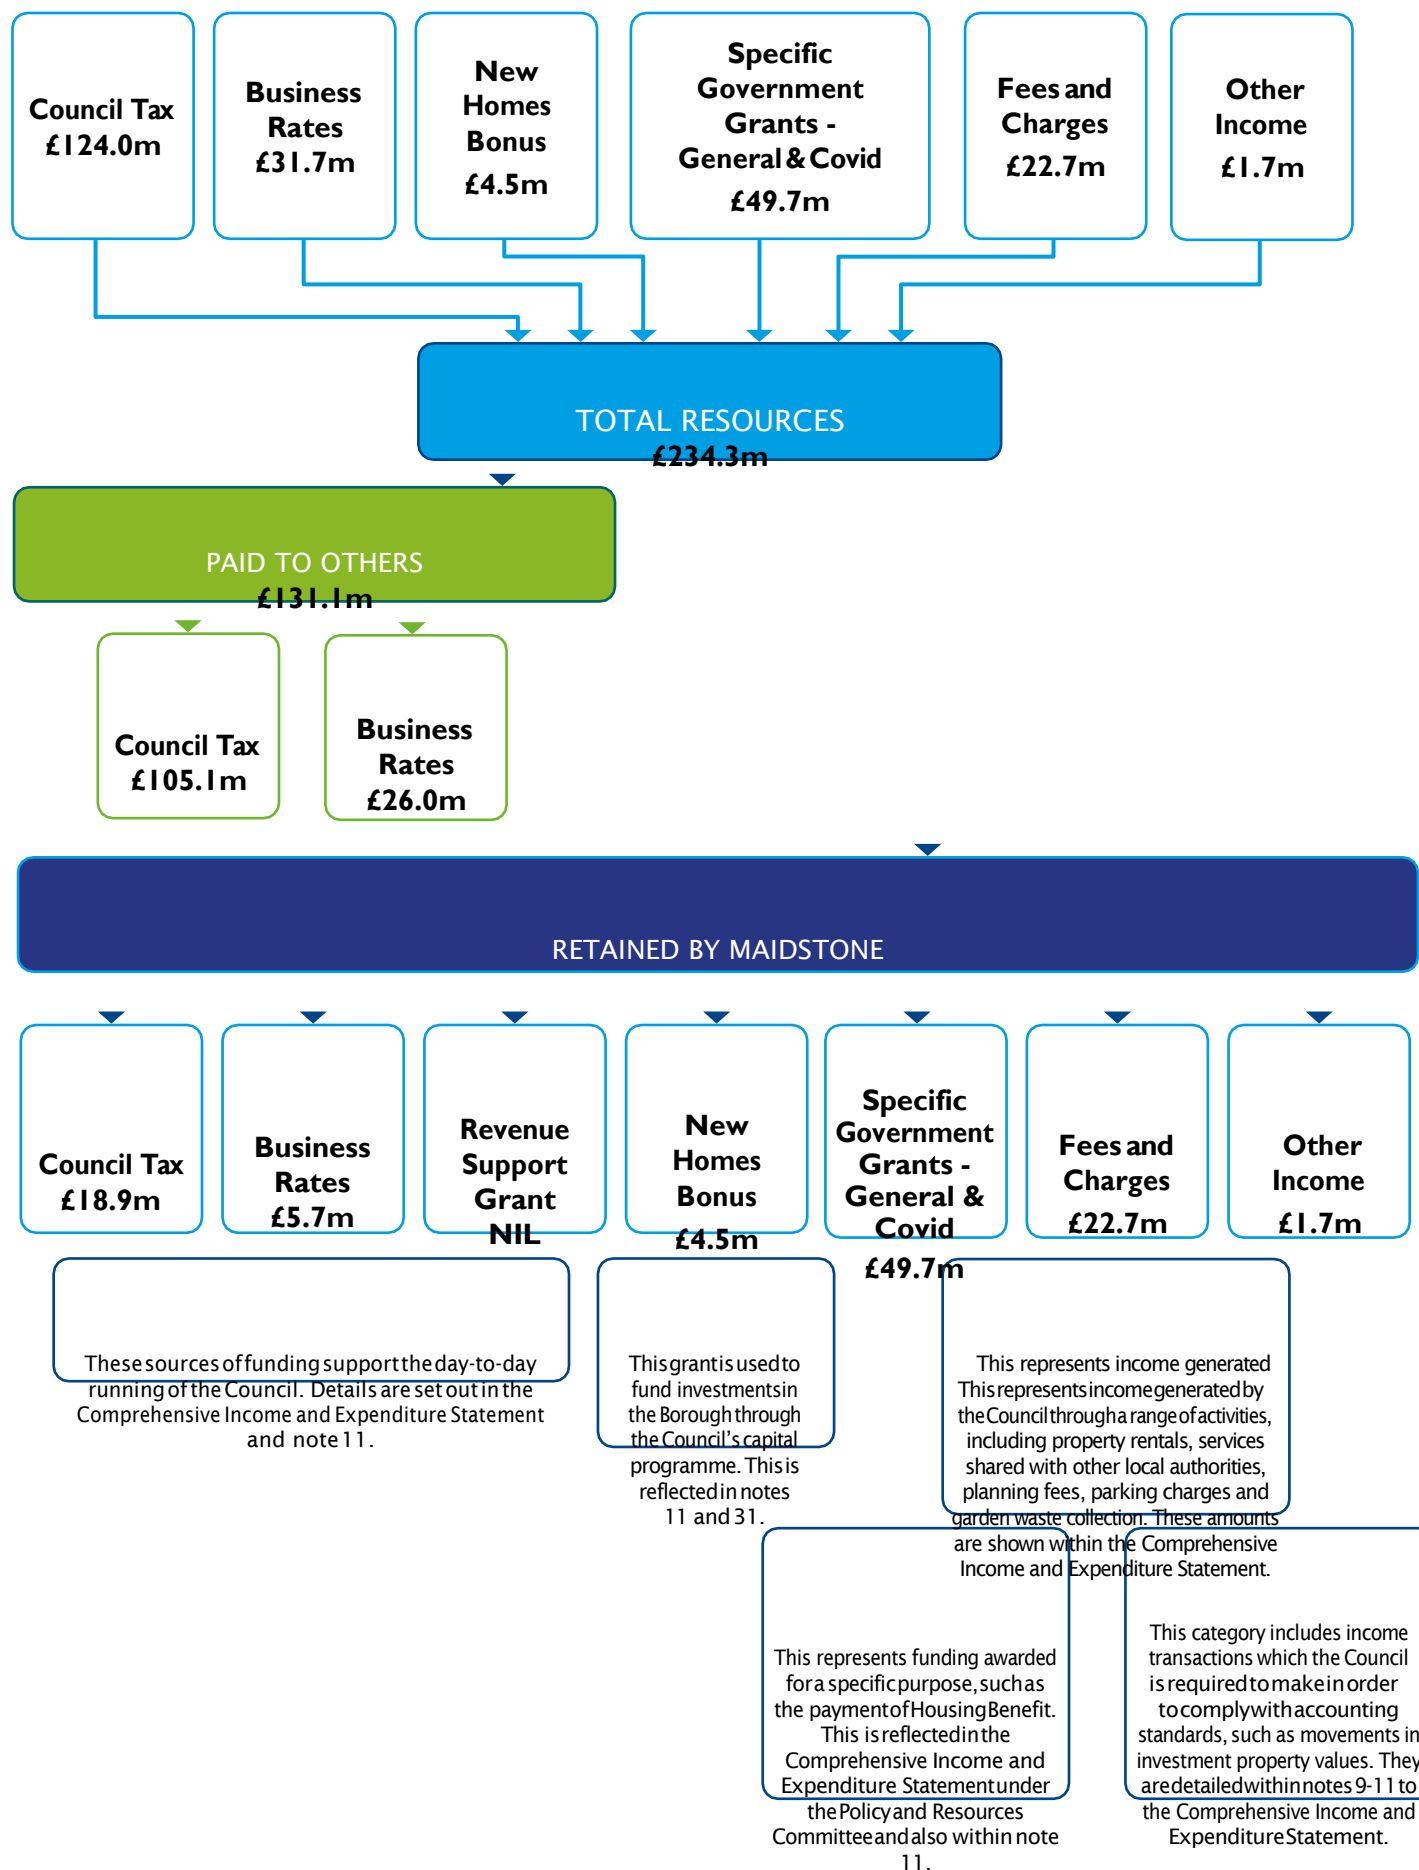 Council Tax
£124.0m
Business
Rates
£31.7m
New
Homes
Bonus
£4.5m
Specific
Government
Grants -
General & Covid
£49.7m
Fees and
Charges
£22.7m
Other
Income
£1.7m
TOTAL RESOURCES
£234.3m
PAID TO OTHERS
£131.1m
Council Tax
£105.1m
Business
Rates
£26.0m
RETAINED BY MAIDSTONE
Council Tax
£18.9m
Business
Rates
£5.7m
Revenue
Support
Grant
NIL
New
Homes
Bonus
£4.5m
Specific
Government
Grants -
General &
Covid
£49.7m
Fees and
Charges
£22.7m
Other
Income
£1.7m
These sources of funding support the day-to-day
running of the Council. Details are set out in the
Comprehensive Income and Expenditure Statement
and note 11.
This grant is used to
fund investments in
the Borough through
the Council's capital
programme. This is
reflected in notes
11 and 31.
This represents income generated
This represents income generated by
the Council through a range of activities,
including property rentals, services
shared with other local authorities,
planning fees, parking charges and
garden waste collection. These amounts
are shown within the Comprehensive
Income and Expenditure Statement.
This represents funding awarded
for a specific purpose, such as
the payment of Housing Benefit.
This is reflected in the
Comprehensive Income and
Expenditure Statement under
the Policy and Resources
Committee and also within note
11.
This category includes income
transactions which the Council
is required to make in order
to comply with accounting
standards, such as movements in
investment property values. They
are detailed within notes 9-11 to
the Comprehensive Income and
Expenditure Statement.